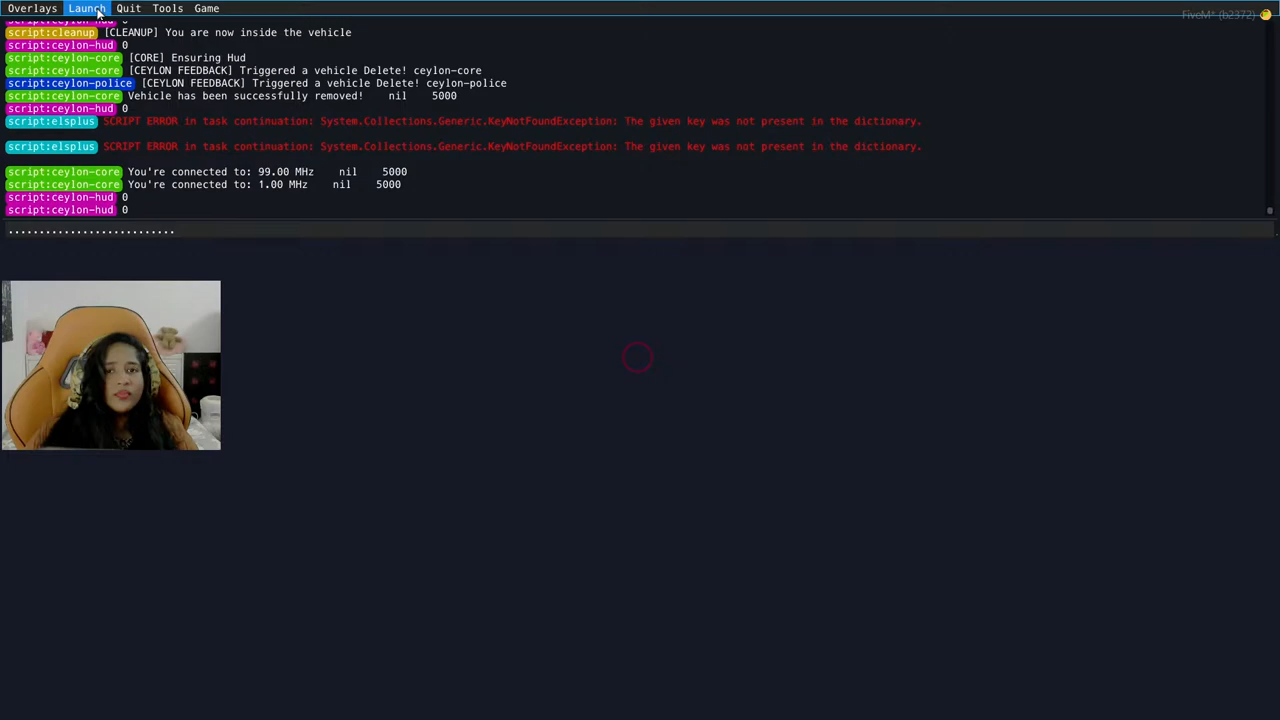 Overlays Launch Quit Tools Game
FiveM* (b2372)
script:ceylon-hud 0
script:cleanup [CLEANUP] You are now inside the vehicle
script:ceylon-hud 0
script:ceylon-core [CORE] Ensuring Hud
script:ceylon-core [CEYLON FEEDBACK] Triggered a vehicle Delete! ceylon-core
script:ceylon-police [CEYLON FEEDBACK] Triggered a vehicle Delete! ceylon-police
script:ceylon-core Vehicle has been successfully removed! nil 5000
script:ceylon-hud 0
script:elsplus SCRIPT ERROR in task continuation: System.Collections.Generic.KeyNotFoundException: The given key was not present in the dictionary.
script:elsplus SCRIPT ERROR in task continuation: System.Collections.Generic.KeyNotFoundException: The given key was not present in the dictionary.
script:ceylon-core You're connected to: 99.00 MHz nil 5000
script:ceylon-core You're connected to: 1.00 MHz nil 5000
script:ceylon-hud 0
script:ceylon-hud 0
...........................